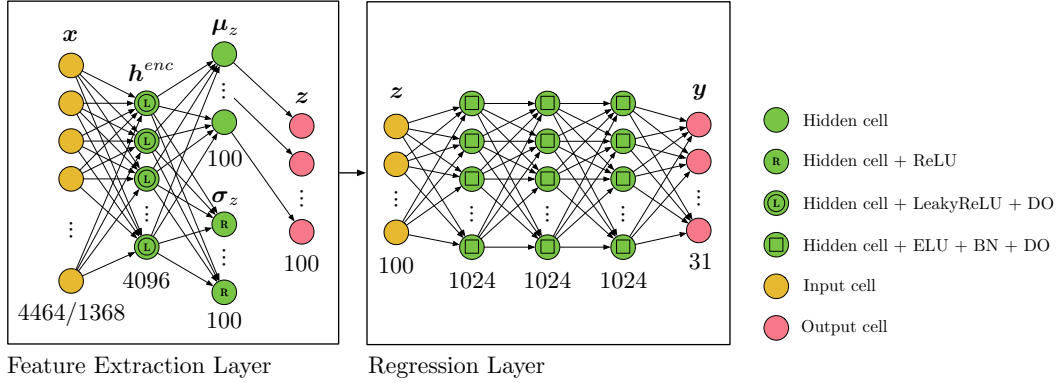 x
h^enc
μ_z
z
L
L
L
L
⋮
100
σ_z
R
R
4464/1368
4096
100
100
Feature Extraction Layer
z
y
100
1024
1024
1024
31
Regression Layer
Hidden cell
R
Hidden cell + ReLU
L
Hidden cell + LeakyReLU + DO
Hidden cell + ELU + BN + DO
Input cell
Output cell